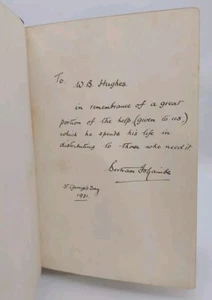 To W. B. Hughes
in remembrance of a great
portion of the help (given to us)
which he spends his life in
distributing to those who need it
Bertram
St George's Day
1921.